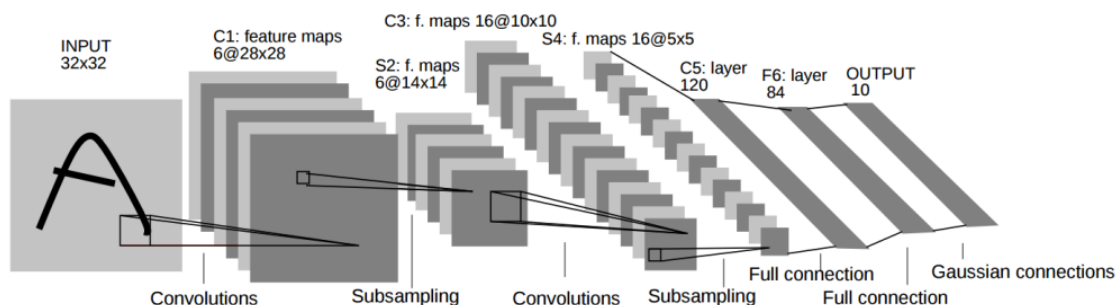 INPUT
32x32
C1: feature maps
6@28x28
S2: f. maps
6@14x14
C3: f. maps 16@10x10
S4: f. maps 16@5x5
C5: layer
120
F6: layer
84
OUTPUT
10
Convolutions
Subsampling
Convolutions
Subsampling
Full connection
Full connection
Gaussian connections